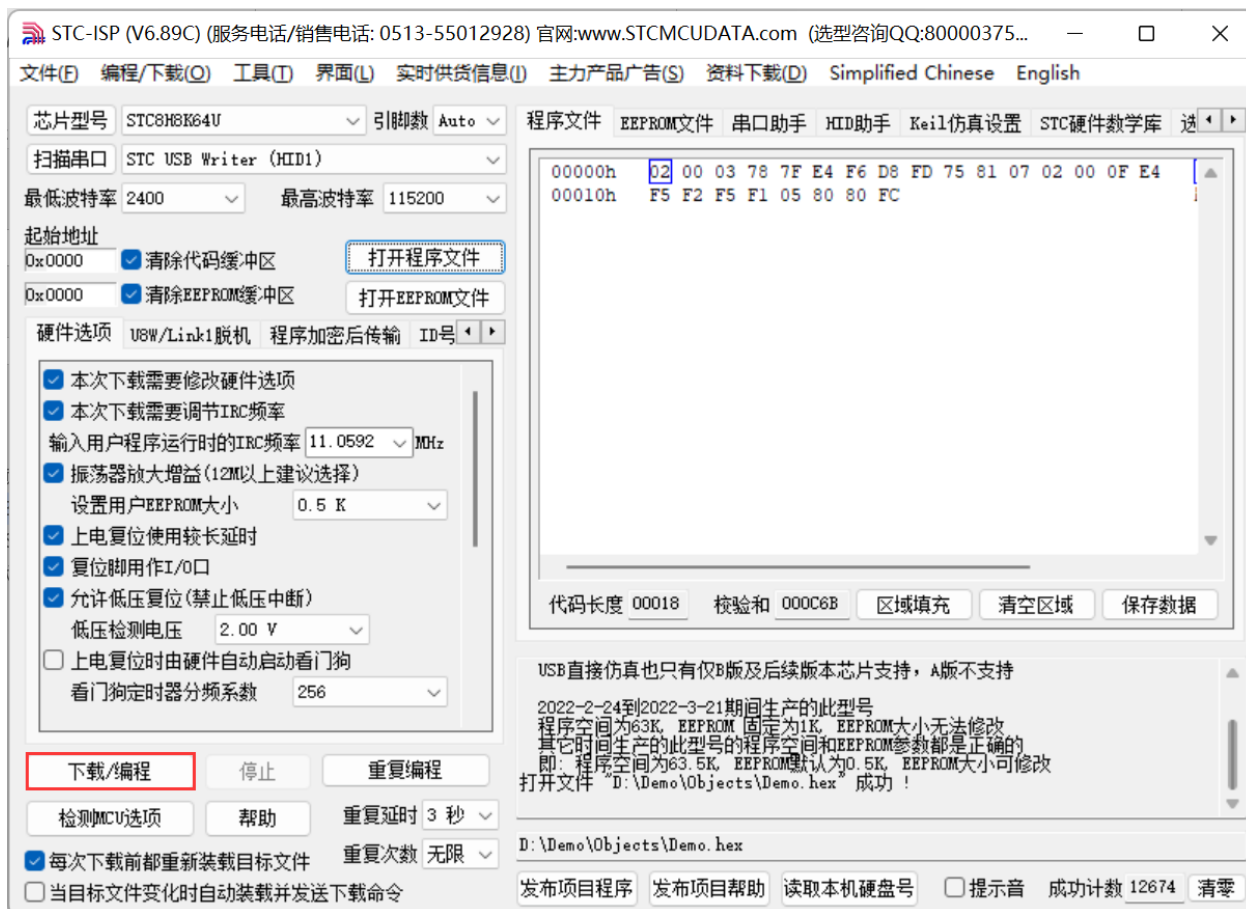 STC-ISP (V6.89C) (服务电话/销售电话: 0513-55012928) 官网:www.STCMCUDATA.com (选型咨询QQ:80000375...
文件(F) 编程/下载(O) 工具(T) 界面(L) 实时供货信息(I) 主力产品广告(S) 资料下载(D) Simplified Chinese English
芯片型号 STC8H8K64U 引脚数 Auto
扫描串口 STC USB Writer (HID1)
最低波特率 2400 最高波特率 115200
起始地址
0x0000 清除代码缓冲区 打开程序文件
0x0000 清除EEPROM缓冲区 打开EEPROM文件
硬件选项 U8W/Link1脱机 程序加密后传输 ID号
本次下载需要修改硬件选项
本次下载需要调节IRC频率
输入用户程序运行时的IRC频率 11.0592 MHz
振荡器放大增益(12M以上建议选择)
设置用户EEPROM大小 0.5 K
上电复位使用较长延时
复位脚用作I/O口
允许低压复位(禁止低压中断)
低压检测电压 2.00 V
上电复位时由硬件自动启动看门狗
看门狗定时器分频系数 256
下载/编程 停止 重复编程
检测MCU选项 帮助 重复延时 3 秒
每次下载前都重新装载目标文件 重复次数 无限
当目标文件变化时自动装载并发送下载命令
程序文件 EEPROM文件 串口助手 HID助手 Keil仿真设置 STC硬件数学库 选
00000h 02 00 03 78 7F E4 F6 D8 FD 75 81 07 02 00 0F E4
00010h F5 F2 F5 F1 05 80 80 FC
代码长度 00018 校验和 000C6B 区域填充 清空区域 保存数据
USB直接仿真也只有仅B版及后续版本芯片支持，A版不支持
2022-2-24到2022-3-21期间生产的此型号
程序空间为63K, EEPROM 固定为1K, EEPROM大小无法修改
其它时间生产的此型号的程序空间和EEPROM参数都是正确的
即: 程序空间为63.5K, EEPROM默认为0.5K, EEPROM大小可修改
打开文件 "D:\Demo\Objects\Demo.hex" 成功 !
D:\Demo\Objects\Demo.hex
发布项目程序 发布项目帮助 读取本机硬盘号 提示音 成功计数 12674 清零